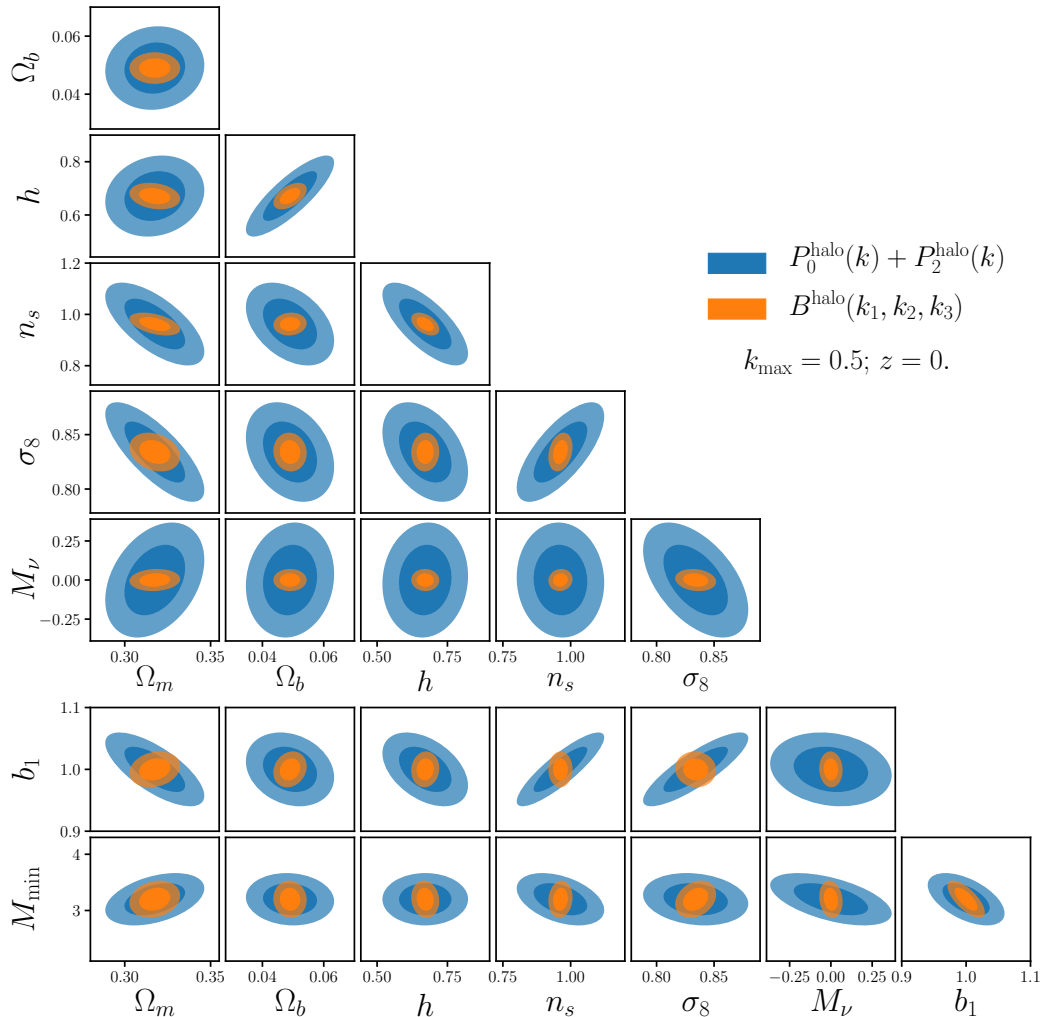 Ω_b
0.06
0.04
h
0.8
0.6
n_s
1.2
1.0
0.8
P_0^halo(k) + P_2^halo(k)
B^halo(k_1, k_2, k_3)
k_max = 0.5; z = 0.
σ_8
0.85
0.80
M_ν
0.25
0.00
−0.25
0.30 0.35 0.04 0.06 0.50 0.75 1.00 0.80 0.85
Ω_m Ω_b h n_s σ_8
b_1
1.1
1.0
0.9
M_min
4
3
0.30 0.35 0.04 0.06 0.50 0.75 0.75 1.00 0.80 0.85 −0.25 0.00 0.25 0.9 1.0 1.1
Ω_m Ω_b h n_s σ_8 M_ν b_1